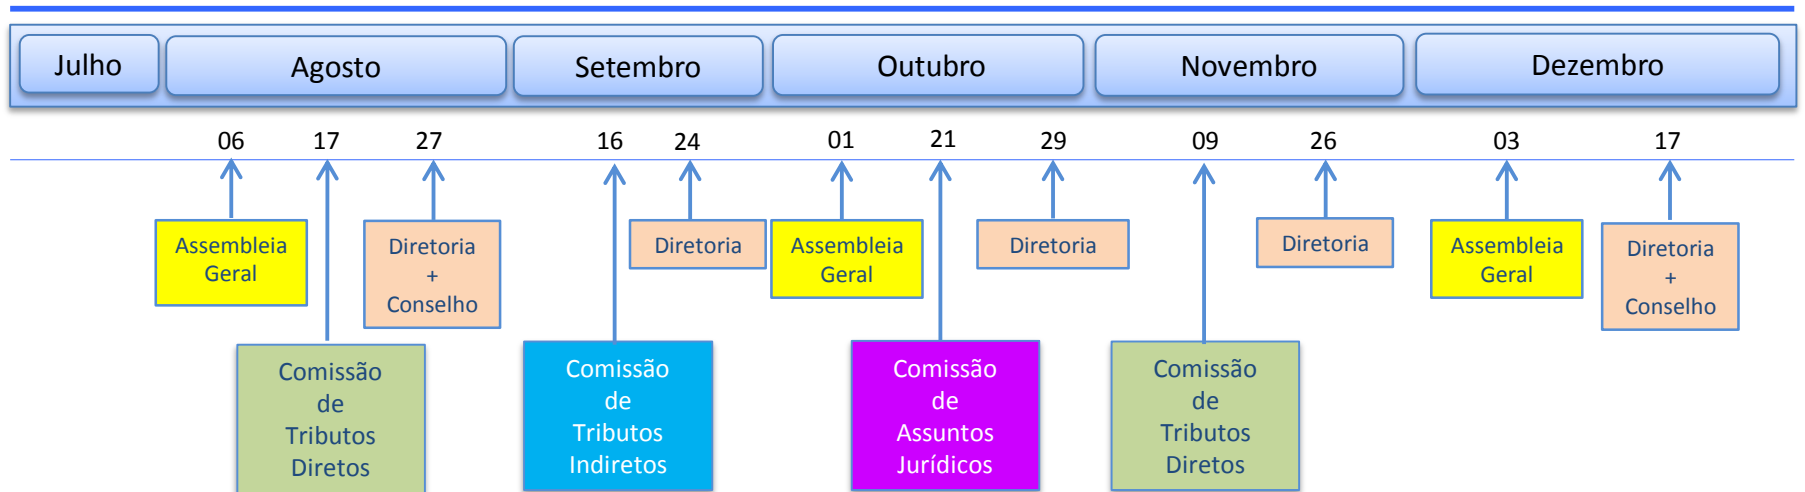 Julho
Agosto
Setembro
Outubro
Novembro
Dezembro
06
17
27
16
24
01
21
29
09
26
03
17
Assembleia
Geral
Diretoria
+
Conselho
Diretoria
Assembleia
Geral
Diretoria
Diretoria
Assembleia
Geral
Diretoria
+
Conselho
Comissão
de
Tributos
Diretos
Comissão
de
Tributos
Indiretos
Comissão
de
Assuntos
Jurídicos
Comissão
de
Tributos
Diretos